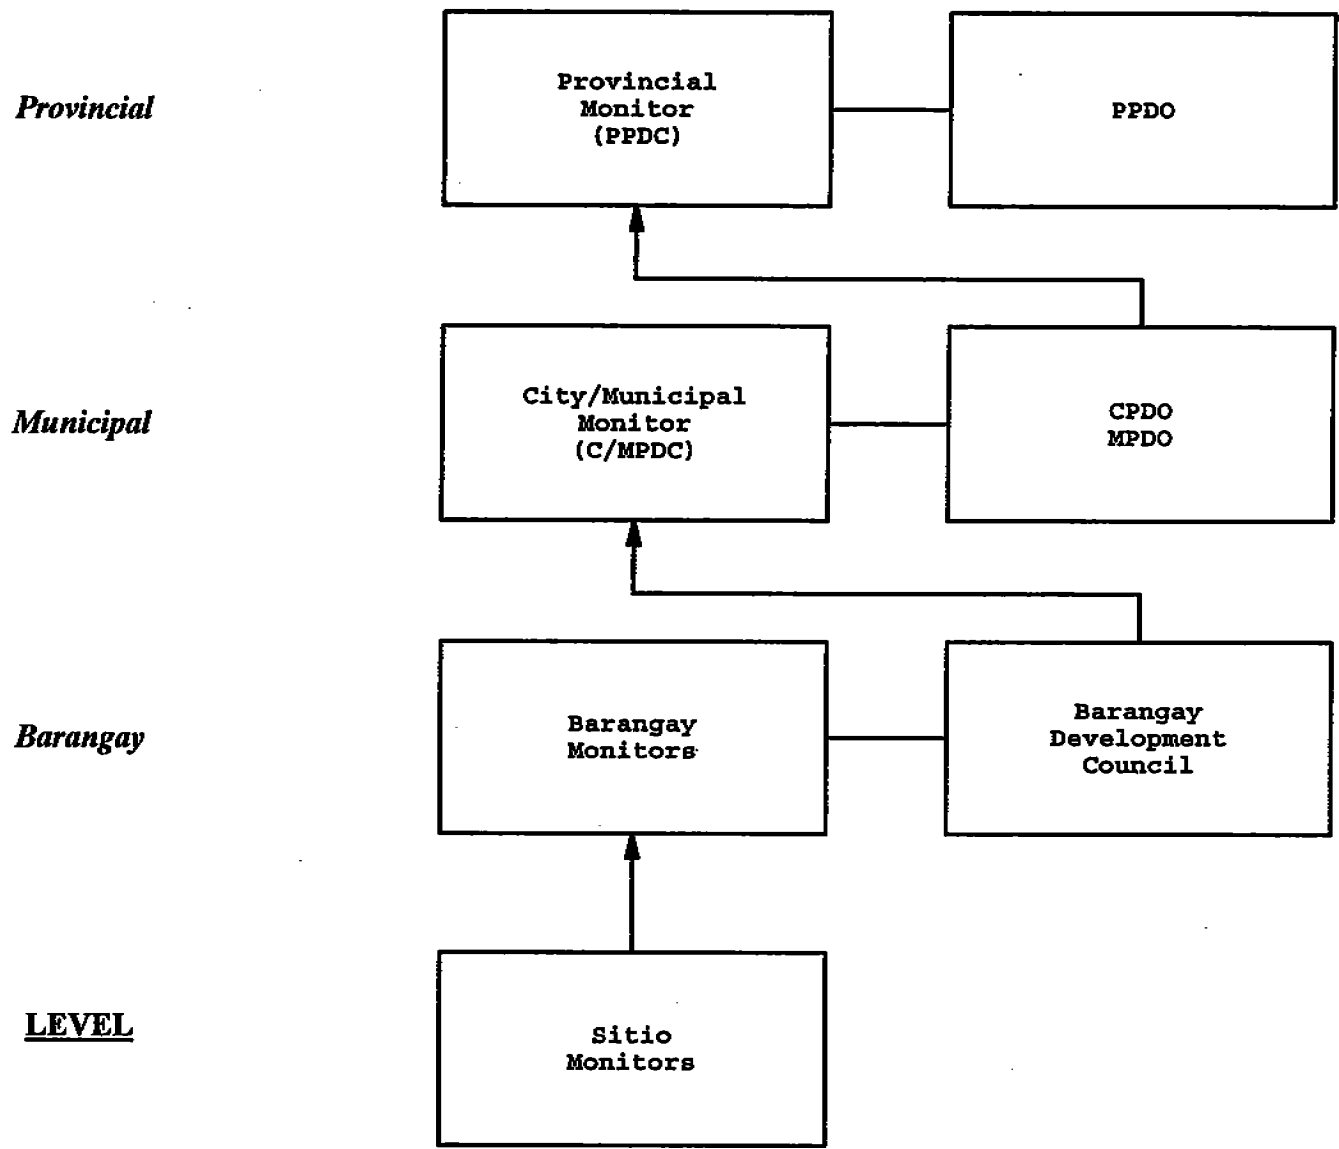 Provincial
Provincial
Monitor
(PPDC)
PPDO
Municipal
City/Municipal
Monitor
(C/MPDC)
CPDO
MPDO
Barangay
Barangay
Monitors
Barangay
Development
Council
LEVEL
Sitio
Monitors